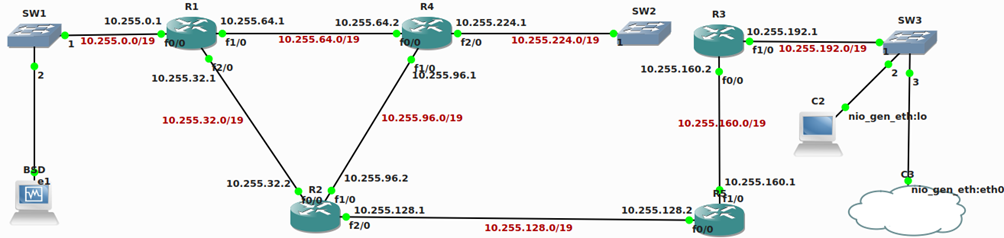 SW1
1
2
BSD
e1
10.255.0.1
R1
f0/0
10.255.0.0/19
10.255.64.1
f1/0
f2/0
10.255.32.1
10.255.64.0/19
10.255.64.2
R4
f0/0
10.255.224.1
f2/0
f1/0
10.255.96.1
10.255.224.0/19
SW2
1
10.255.32.0/19
10.255.96.0/19
10.255.32.2
R2
f0/0
10.255.96.2
f1/0
10.255.128.1
f2/0
10.255.128.0/19
10.255.128.2
f0/0
R5
f1/0
10.255.160.1
10.255.160.0/19
10.255.160.2
f0/0
R3
10.255.192.1
f1/0
10.255.192.0/19
SW3
1
2
3
C2
nio_gen_eth:lo
C3
nio_gen_eth:eth0